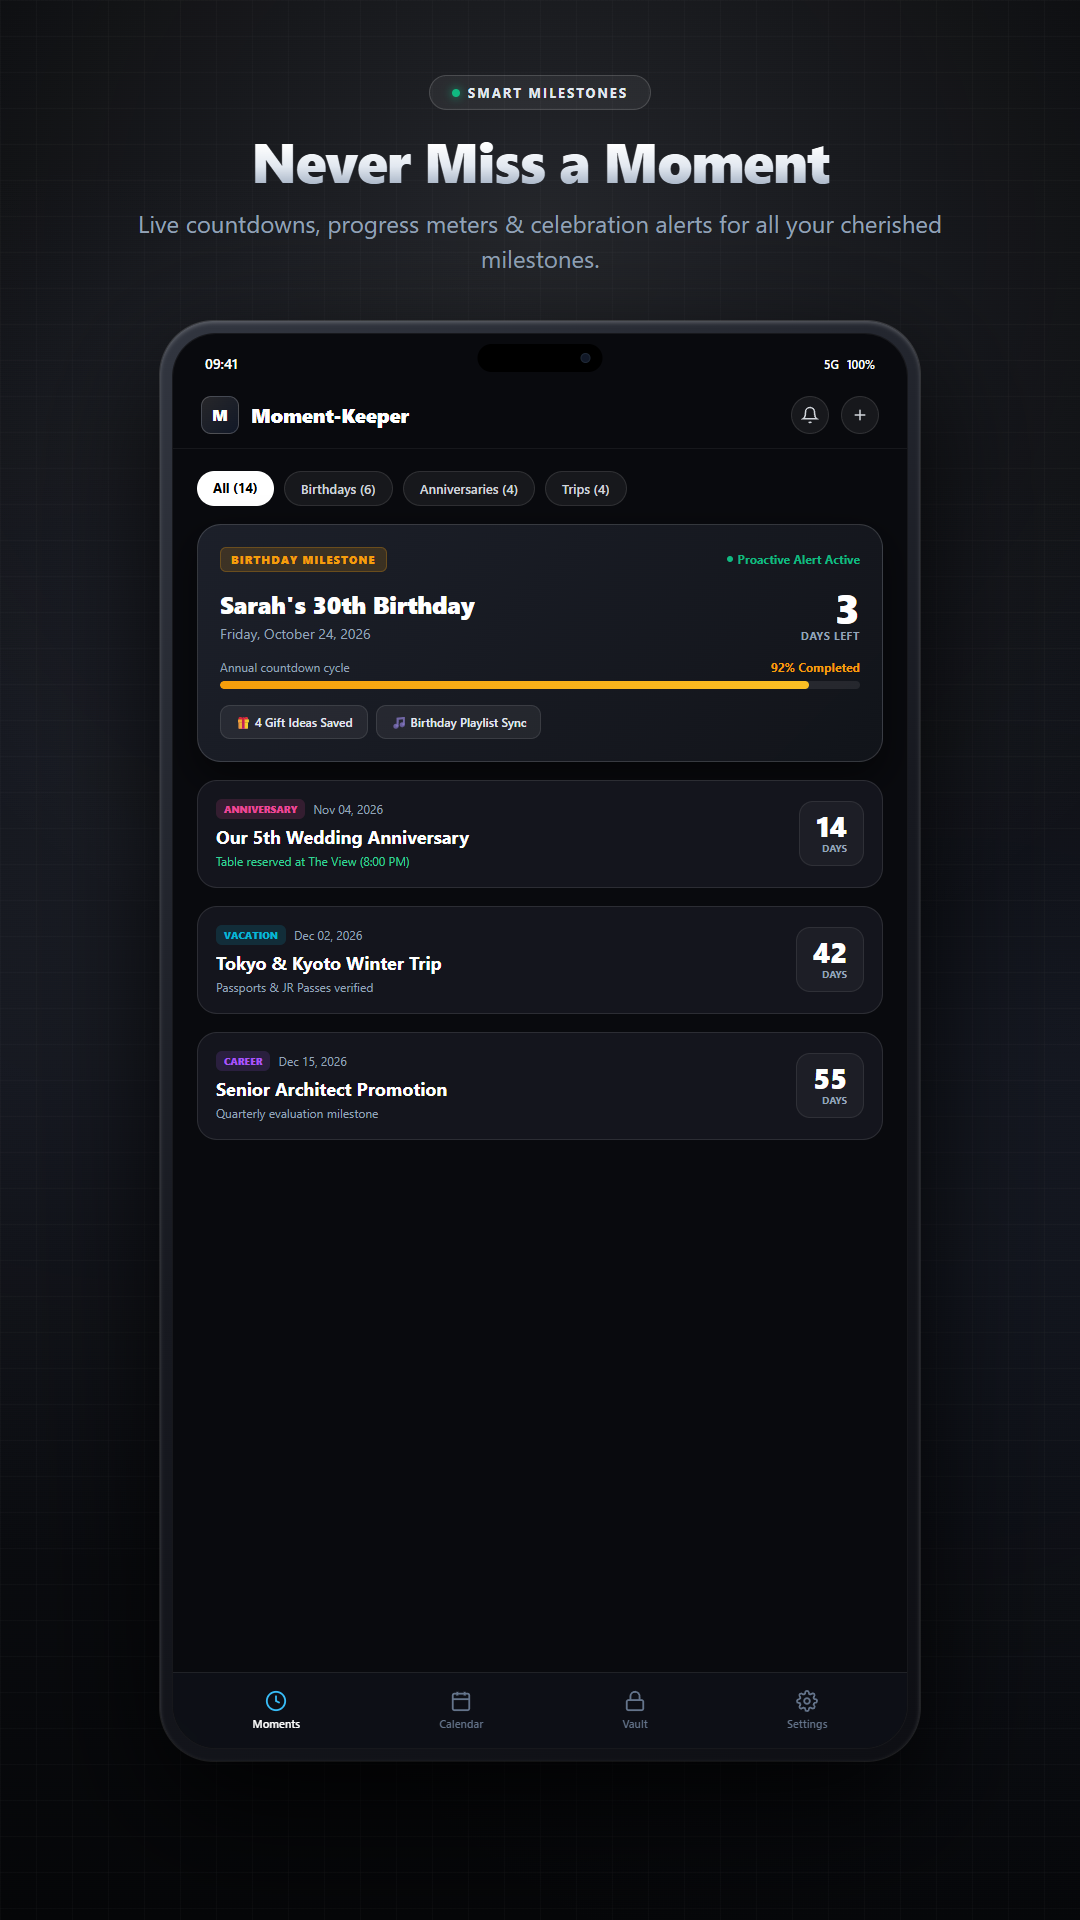 SMART MILESTONES
Never Miss a Moment
Live countdowns, progress meters & celebration alerts for all your cherished
milestones.
09:41
5G 100%
M
Moment-Keeper
All (14)
Birthdays (6)
Anniversaries (4)
Trips (4)
BIRTHDAY MILESTONE
Proactive Alert Active
Sarah's 30th Birthday
3
Friday, October 24, 2026
DAYS LEFT
Annual countdown cycle
92% Completed
4 Gift Ideas Saved
Birthday Playlist Sync
ANNIVERSARY
Nov 04, 2026
Our 5th Wedding Anniversary
Table reserved at The View (8:00 PM)
14
DAYS
VACATION
Dec 02, 2026
Tokyo & Kyoto Winter Trip
Passports & JR Passes verified
42
DAYS
CAREER
Dec 15, 2026
Senior Architect Promotion
Quarterly evaluation milestone
55
DAYS
Moments
Calendar
Vault
Settings